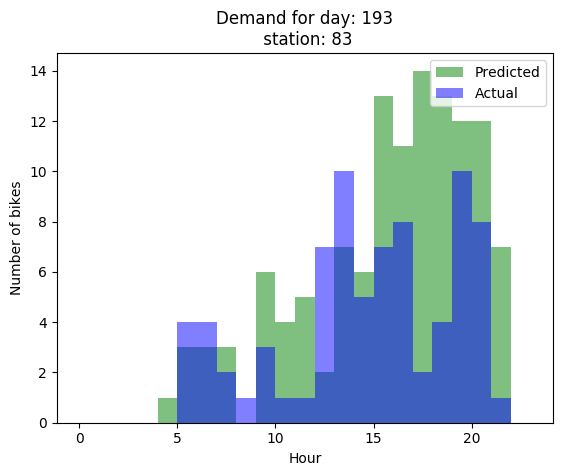 Demand for day: 193
station: 83
Predicted
Actual
Number of bikes
14
12
10
8
6
4
2
0
0 5 10 15 20
Hour